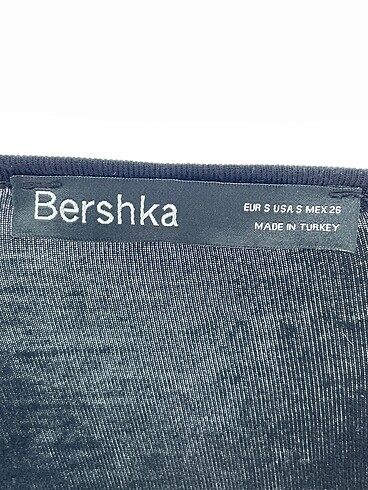 Bershka
EUR S USA S MEX 26
MADE IN TURKEY